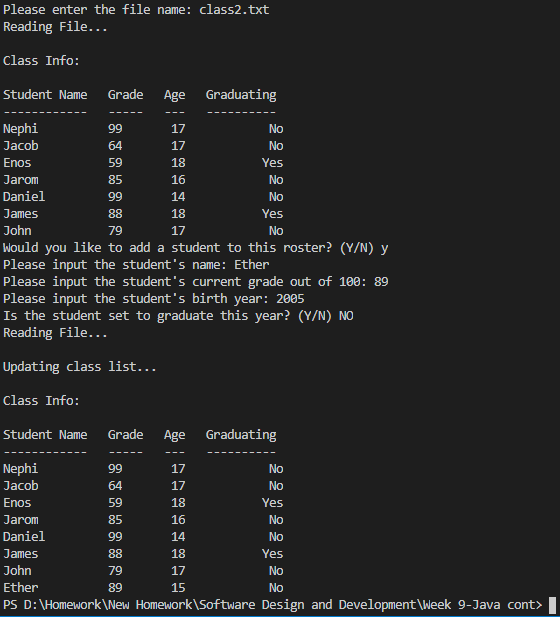 Please enter the file name: class2.txt
Reading File...
Class Info:
Student Name   Grade   Age   Graduating
------------   -----   ---   ----------
Nephi          99       17            No
Jacob          64       17            No
Enos           59       18           Yes
Jarom          85       16            No
Daniel         99       14            No
James          88       18           Yes
John           79       17            No
Would you like to add a student to this roster? (Y/N) y
Please input the student's name: Ether
Please input the student's current grade out of 100: 89
Please input the student's birth year: 2005
Is the student set to graduate this year? (Y/N) NO
Reading File...
Updating class list...
Class Info:
Student Name   Grade   Age   Graduating
------------   -----   ---   ----------
Nephi          99       17            No
Jacob          64       17            No
Enos           59       18           Yes
Jarom          85       16            No
Daniel         99       14            No
James          88       18           Yes
John           79       17            No
Ether          89       15            No
PS D:\Homework\New Homework\Software Design and Development\Week 9-Java cont>